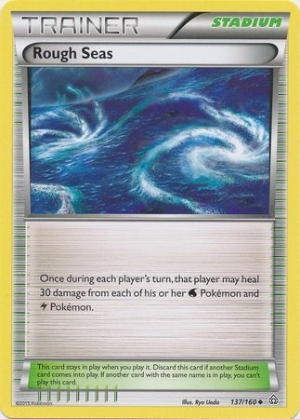 TRAINER
STADIUM
Rough Seas
Once during each player's turn, that player may heal
30 damage from each of his or her Pokémon and
Pokémon.
This card stays in play when you play it. Discard this card if another Stadium
card comes into play. If another card with the same name is in play, you can't
play this card.
©2015 Pokémon
Illus. Ryo Ueda
137/160